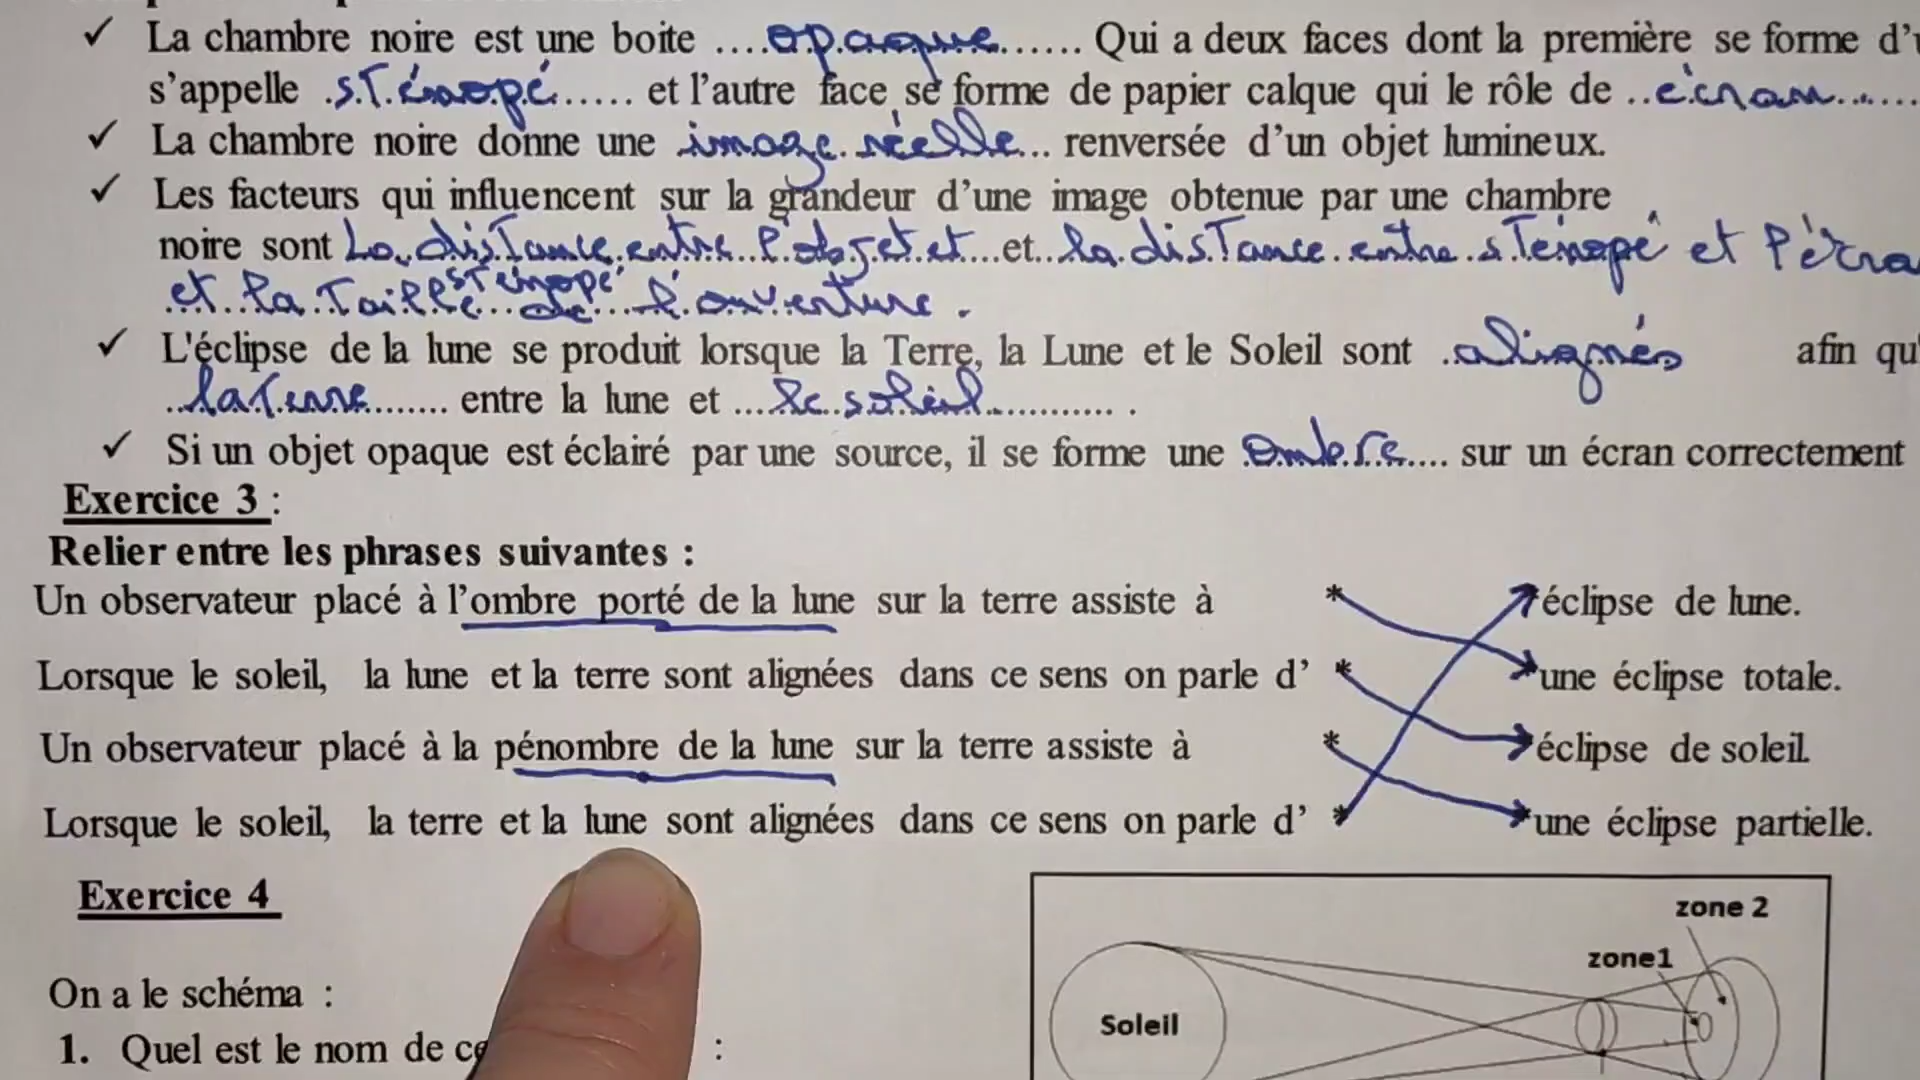 ✓ La chambre noire est une boite ....opaque...... Qui a deux faces dont la première se forme d'
s'appelle .sténopé..... et l'autre face se forme de papier calque qui le rôle de ..écran......
✓ La chambre noire donne une image réelle... renversée d'un objet lumineux.
✓ Les facteurs qui influencent sur la grandeur d'une image obtenue par une chambre
noire sont La distance entre l'objet et....et..la distance entre sténopé et l'écra
sténopé
et la taille de l'ouverture.
✓ L'éclipse de la lune se produit lorsque la Terre, la Lune et le Soleil sont .alignés afin qu'
...la terre....... entre la lune et ...le soleil............ .
✓ Si un objet opaque est éclairé par une source, il se forme une ombre.... sur un écran correctement
Exercice 3 :
Relier entre les phrases suivantes :
Un observateur placé à l'ombre porté de la lune sur la terre assiste à * *éclipse de lune.
Lorsque le soleil, la lune et la terre sont alignées dans ce sens on parle d' * *une éclipse totale.
Un observateur placé à la pénombre de la lune sur la terre assiste à * *éclipse de soleil.
Lorsque le soleil, la terre et la lune sont alignées dans ce sens on parle d' * *une éclipse partielle.
Exercice 4
zone 2
zone1
On a le schéma :
Soleil
1. Quel est le nom de :